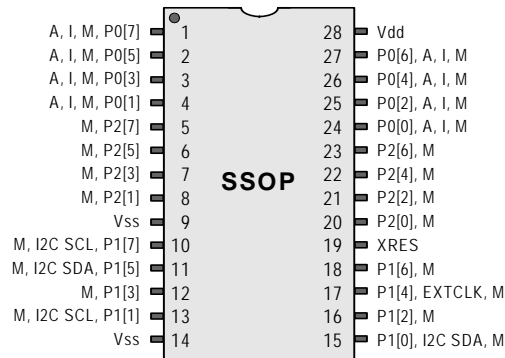 A, I, M, P0[7] 1 28 Vdd
A, I, M, P0[5] 2 27 P0[6], A, I, M
A, I, M, P0[3] 3 26 P0[4], A, I, M
A, I, M, P0[1] 4 25 P0[2], A, I, M
M, P2[7] 5 24 P0[0], A, I, M
M, P2[5] 6 23 P2[6], M
M, P2[3] 7 SSOP 22 P2[4], M
M, P2[1] 8 21 P2[2], M
Vss 9 20 P2[0], M
M, I2C SCL, P1[7] 10 19 XRES
M, I2C SDA, P1[5] 11 18 P1[6], M
M, P1[3] 12 17 P1[4], EXTCLK, M
M, I2C SCL, P1[1] 13 16 P1[2], M
Vss 14 15 P1[0], I2C SDA, M